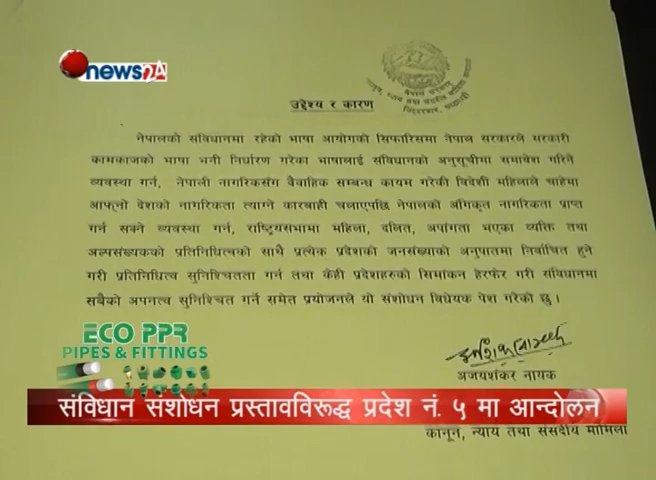 news24
उद्देश्य र कारण
नेपालको संविधानमा रहेको भाषा आयोगको सिफारिसमा नेपाल सरकारले सरकारी
कामकाजको भाषा भनी निर्धारण गरेका भाषालाई संविधानको अनुसूचीमा समावेश गरिने
व्यवस्था गर्न, नेपाली नागरिकसँग वैवाहिक सम्बन्ध कायम गरेकी विदेशी महिलाले चाहेमा
आफ्नो देशको नागरिकता त्याग्ने कारबाही चलाएपछि नेपालको अंगिकृत नागरिकता प्राप्त
गर्न सक्ने व्यवस्था गर्न, राष्ट्रियसभामा महिला, दलित, अपांगता भएका व्यक्ति तथा
अल्पसंख्यकको प्रतिनिधित्वको साथै प्रत्येक प्रदेशको जनसंख्याको अनुपातमा निर्वाचित हुने
गरी प्रतिनिधित्व सुनिश्चितता गर्न तथा केही प्रदेशहरुको सिमांकन हेरफेर गरी संविधानमा
सबैको अपनत्व सुनिश्चित गर्ने समेत प्रयोजनले यो संशोधन विधेयक पेश गरेको छु ।
ECO PPR
PIPES & FITTINGS
अजयशंकर नायक
संविधान संशोधन प्रस्तावविरूद्ध प्रदेश नं. ५ मा आन्दोलन
कानून, न्याय तथा संसदीय मामिला